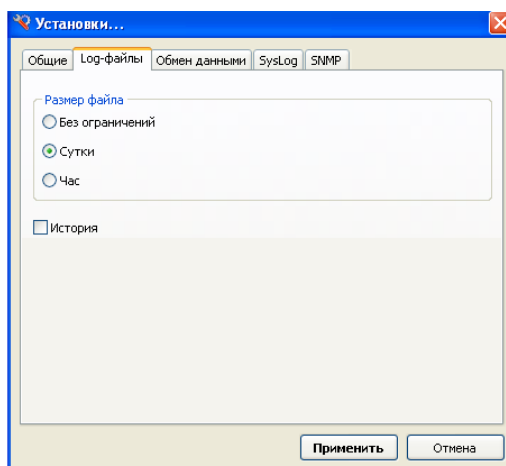 Установки...
Общие Log-файлы Обмен данными SysLog SNMP
Размер файла
Без ограничений
Сутки
Час
История
Применить Отмена